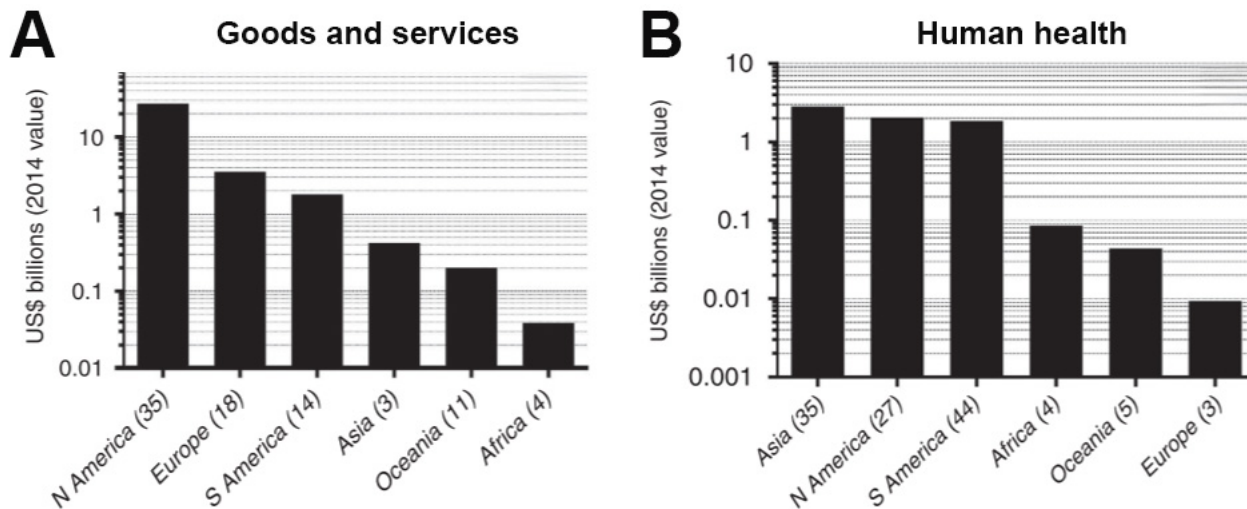 A
Goods and services
US$ billions (2014 value)
10
1
0.1
0.01
N America (35)
Europe (18)
S America (14)
Asia (3)
Oceania (11)
Africa (4)
B
Human health
US$ billions (2014 value)
10
1
0.1
0.01
0.001
Asia (35)
N America (27)
S America (44)
Africa (4)
Oceania (5)
Europe (3)